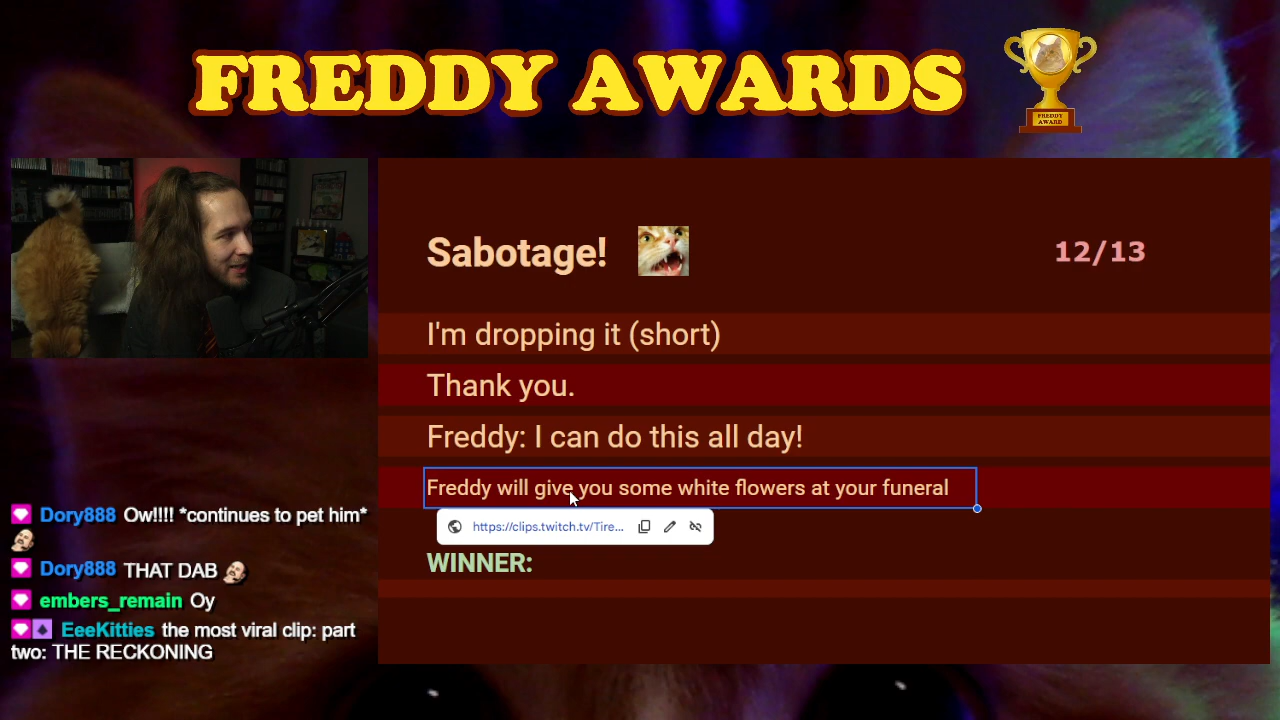 FREDDY AWARDS
FREDDY
AWARD
Sabotage!
12/13
I'm dropping it (short)
Thank you.
Freddy: I can do this all day!
Freddy will give you some white flowers at your funeral
https://clips.twitch.tv/Tire...
WINNER:
Dory888 Ow!!!! *continues to pet him*
Dory888 THAT DAB
embers_remain Oy
EeeKitties the most viral clip: part
two: THE RECKONING